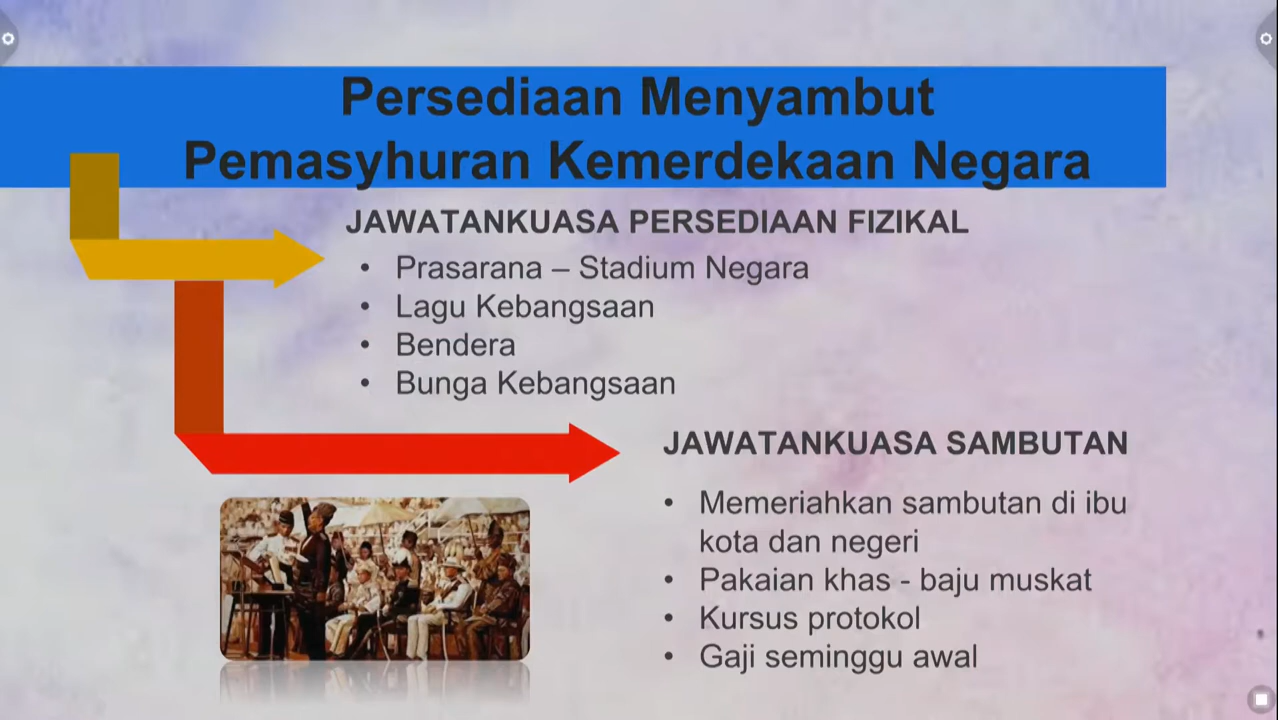 Persediaan Menyambut
Pemasyhuran Kemerdekaan Negara
JAWATANKUASA PERSEDIAAN FIZIKAL
• Prasarana – Stadium Negara
• Lagu Kebangsaan
• Bendera
• Bunga Kebangsaan
JAWATANKUASA SAMBUTAN
• Memeriahkan sambutan di ibu
kota dan negeri
• Pakaian khas - baju muskat
• Kursus protokol
• Gaji seminggu awal